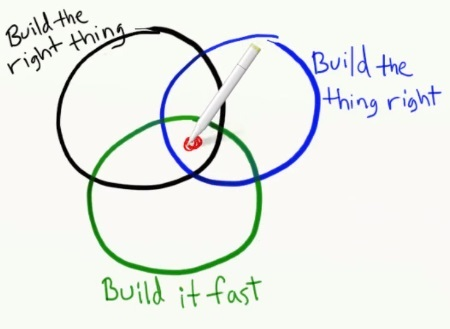 Build the
right thing
Build the
thing right
Build it fast